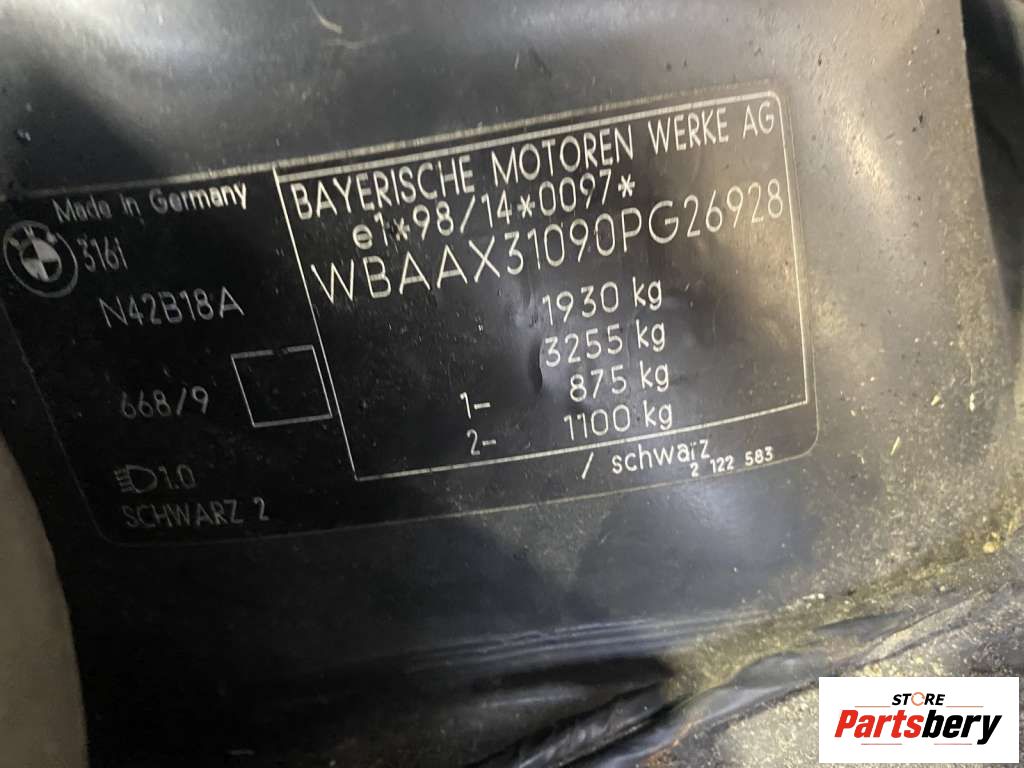 Made in Germany
316i
N42B18A
668/9
1.0
SCHWARZ 2
BAYERISCHE MOTOREN WERKE AG
e1*98/14*0097*
WBAAX31090PG26928
1930 kg
3255 kg
1- 875 kg
2- 1100 kg
/ schwarz
2 122 583
STORE
Partsbery